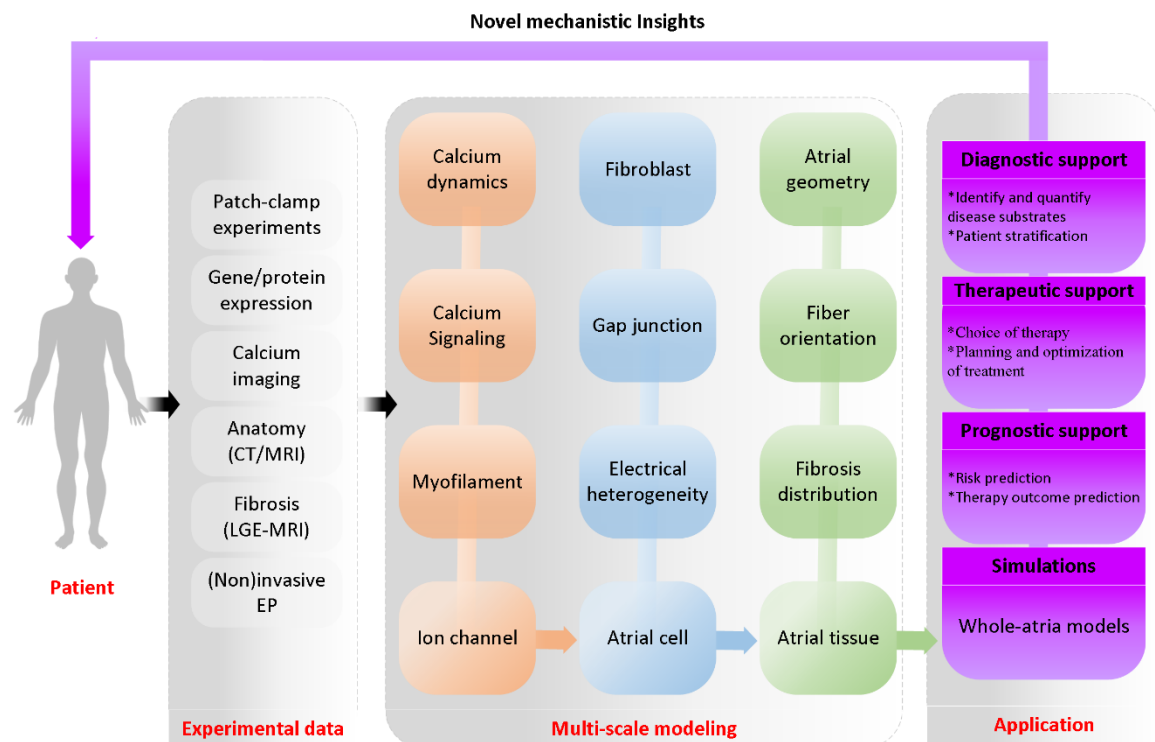 Novel mechanistic Insights
Patient
Patch-clamp
experiments
Gene/protein
expression
Calcium
imaging
Anatomy
(CT/MRI)
Fibrosis
(LGE-MRI)
(Non)invasive
EP
Experimental data
Calcium
dynamics
Calcium
Signaling
Myofilament
Ion channel
Fibroblast
Gap junction
Electrical
heterogeneity
Atrial cell
Atrial
geometry
Fiber
orientation
Fibrosis
distribution
Atrial tissue
Multi-scale modeling
Diagnostic support
*Identify and quantify
disease substrates
*Patient stratification
Therapeutic support
*Choice of therapy
*Planning and optimization
of treatment
Prognostic support
*Risk prediction
*Therapy outcome prediction
Simulations
Whole-atria models
Application